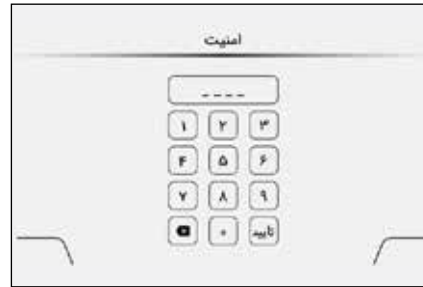 امنیت
_ _ _ _
۱ ۲ ۳
۴ ۵ ۶
۷ ۸ ۹
۰ تایید